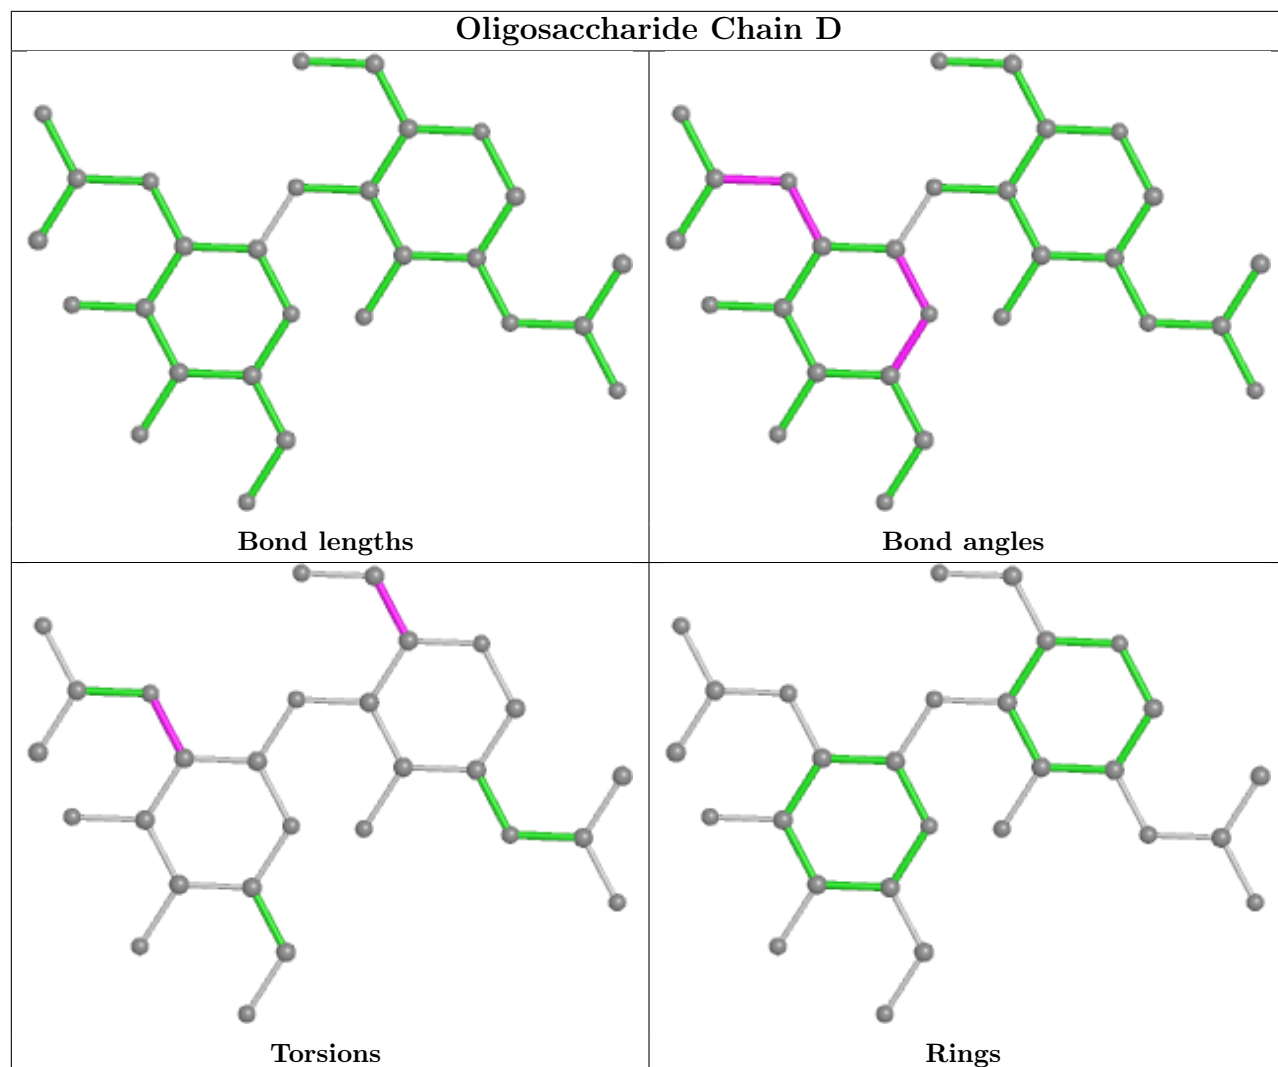 Oligosaccharide Chain D
Bond lengths
Bond angles
Torsions
Rings